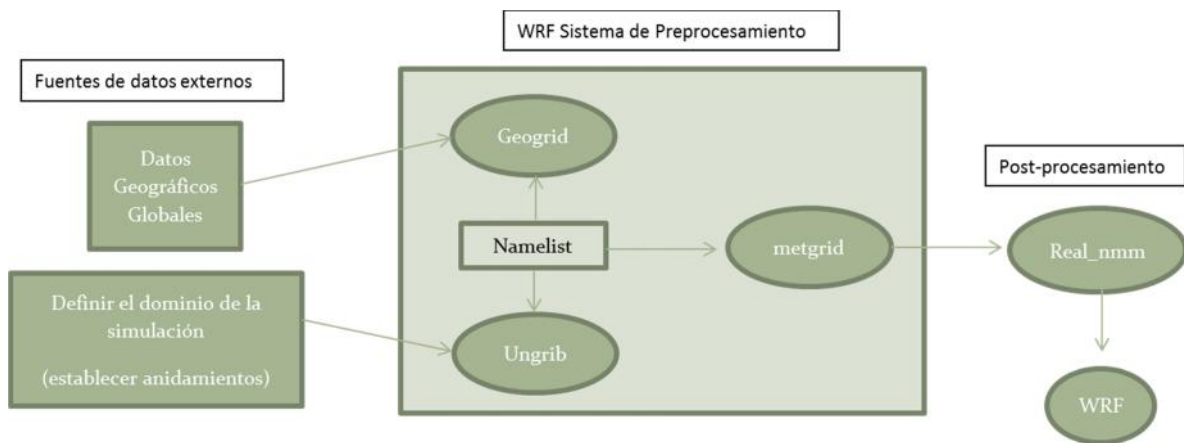 WRF Sistema de Preprocesamiento
Fuentes de datos externos
Datos
Geográficos
Globales
Definir el dominio de la
simulación
(establecer anidamientos)
Geogrid
Namelist
Ungrib
metgrid
Post-procesamiento
Real_nmm
WRF